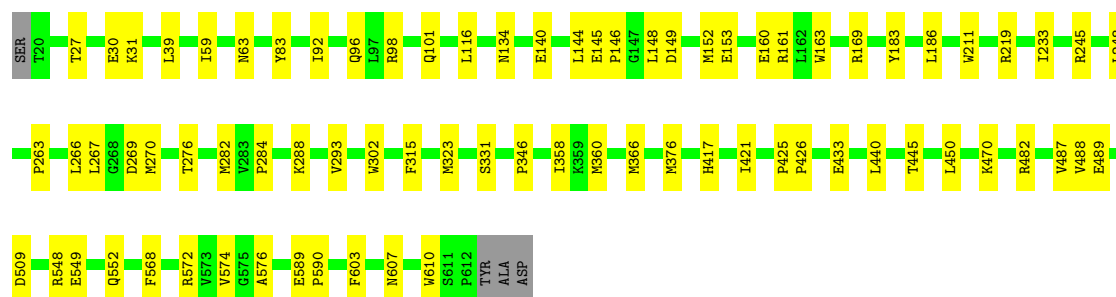 SER T20 T27 E30 K31 L39 I59 N63 Y83 I92 Q96 L97 R98 Q101 L116 N134 E140 L144 E145 P146 G147 L148 D149 M152 E153 E160 R161 L162 W163 R169 Y183 L186 W211 R219 I233 R245
P263 L266 L267 G268 D269 M270 T276 M282 V283 P284 K288 V293 W302 F315 M323 S331 P346 I358 K359 M360 M366 M376 H417 I421 P425 P426 E433 L440 T445 L450 K470 R482 V487 V488 E489
D509 R548 E549 Q552 F568 R572 V573 V574 G575 A576 E589 P590 F603 N607 W610 S611 P612 TYR ALA ASP